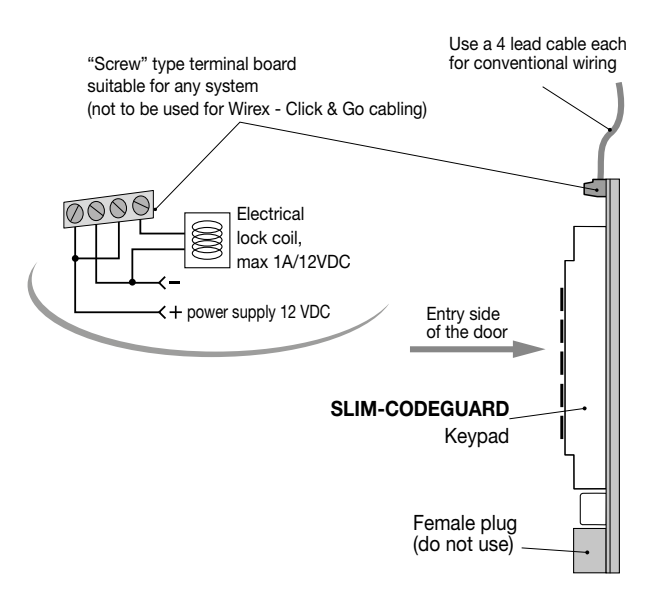 Use a 4 lead cable each
for conventional wiring
“Screw” type terminal board
suitable for any system
(not to be used for Wirex - Click & Go cabling)
Electrical
lock coil,
max 1A/12VDC
-
+ power supply 12 VDC
Entry side
of the door
SLIM-CODEGUARD
Keypad
Female plug
(do not use)